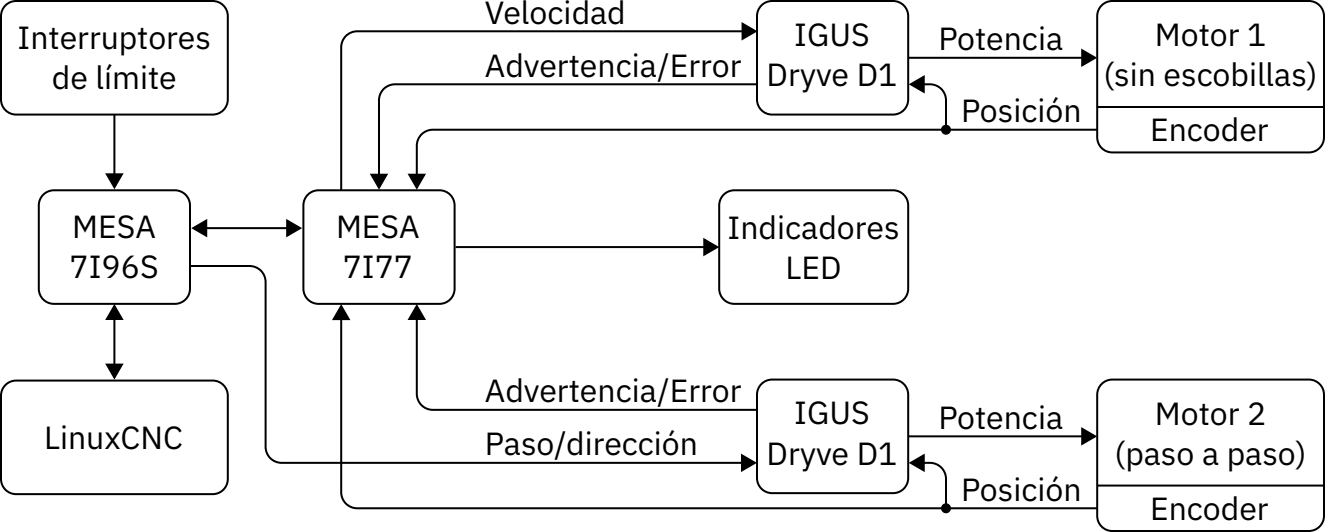 Interruptores
de límite
Velocidad
Advertencia/Error
IGUS
Dryve D1
Potencia
Posición
Motor 1
(sin escobillas)
Encoder
MESA
7I96S
MESA
7I77
Indicadores
LED
LinuxCNC
Advertencia/Error
Paso/dirección
IGUS
Dryve D1
Potencia
Posición
Motor 2
(paso a paso)
Encoder